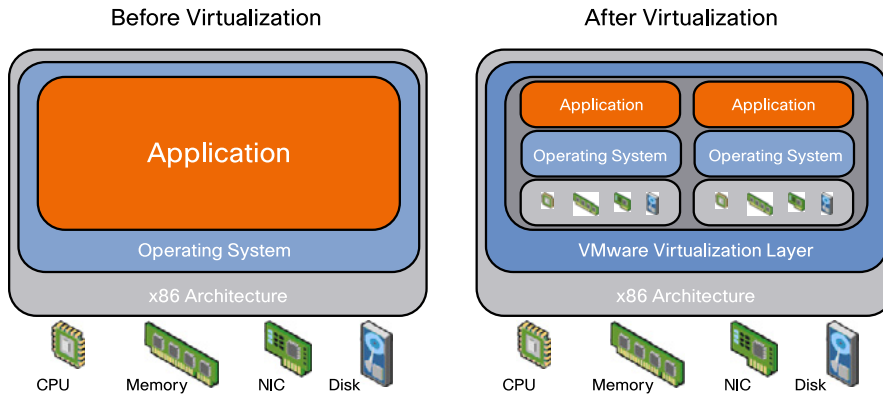 Before Virtualization
Application
Operating System
x86 Architecture
CPU
Memory
NIC
Disk
After Virtualization
Application
Application
Operating System
Operating System
VMware Virtualization Layer
x86 Architecture
CPU
Memory
NIC
Disk